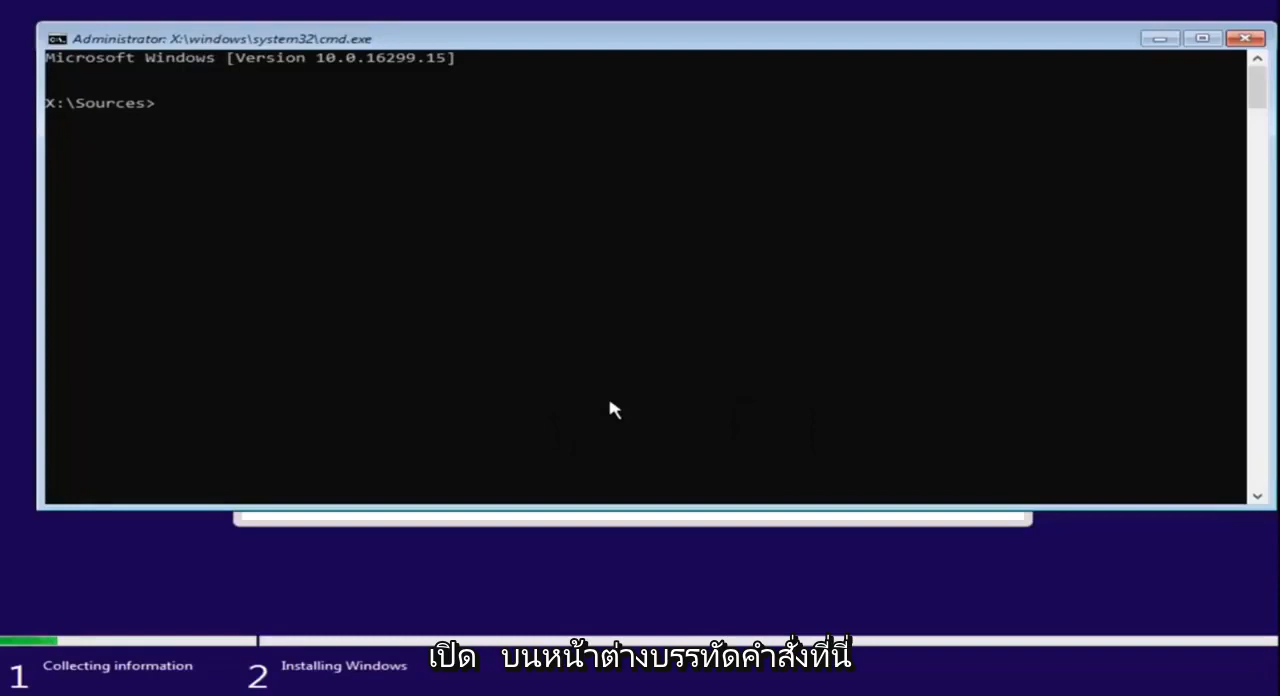 Administrator: X:\windows\system32\cmd.exe
Microsoft Windows [Version 10.0.16299.15]
X:\Sources>
เปิด บนหน้าต่างบรรทัดคำสั่งที่นี่
1 Collecting information 2 Installing Windows